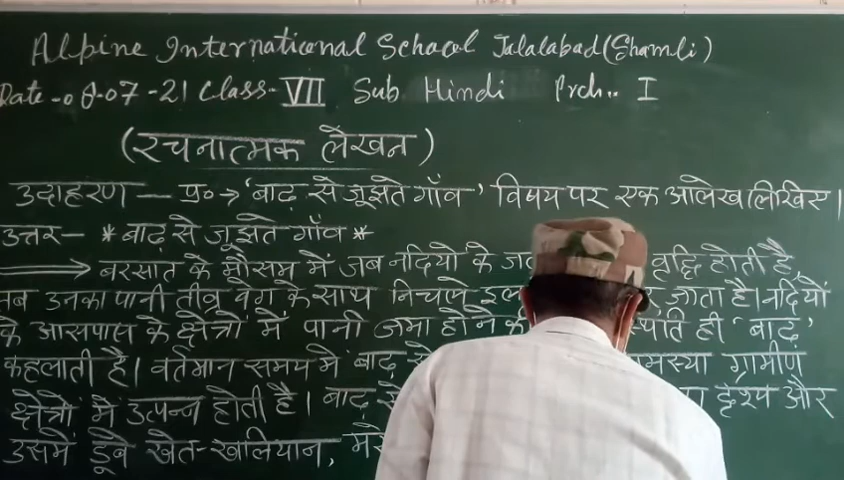 Alpine International School Jalalabad (Shamli)
Date - 08-07-21 Class- VII Sub Hindi Prch.. I
(रचनात्मक लेखन)
उदाहरण — प्र० → 'बाढ़ से जूझते गाँव' विषय पर एक आलेख लिखिए।
उत्तर— * बाढ़ से जूझते गाँव *
बरसात के मौसम में जब नदियो के वृद्धि होती है,
तब उनका पानी तीव्र वेग के साथ निचले जाता है। नदियों
के आसपास के क्षेत्रों में पानी जमा होने ही 'बाढ़'
कहलाती है। वर्तमान समय में बाढ़ ग्रामीण
क्षेत्रों में उत्पन्न होती है। बाढ़ दृश्य और
उसमें डूबे खेत-खलियान,